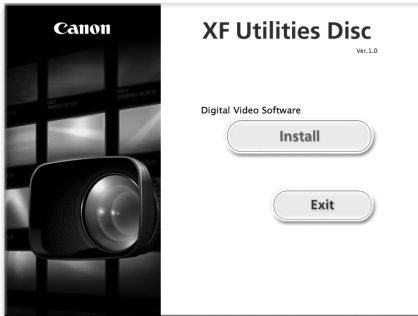 Canon
XF Utilities Disc
Ver.1.0
Digital Video Software
Install
Exit